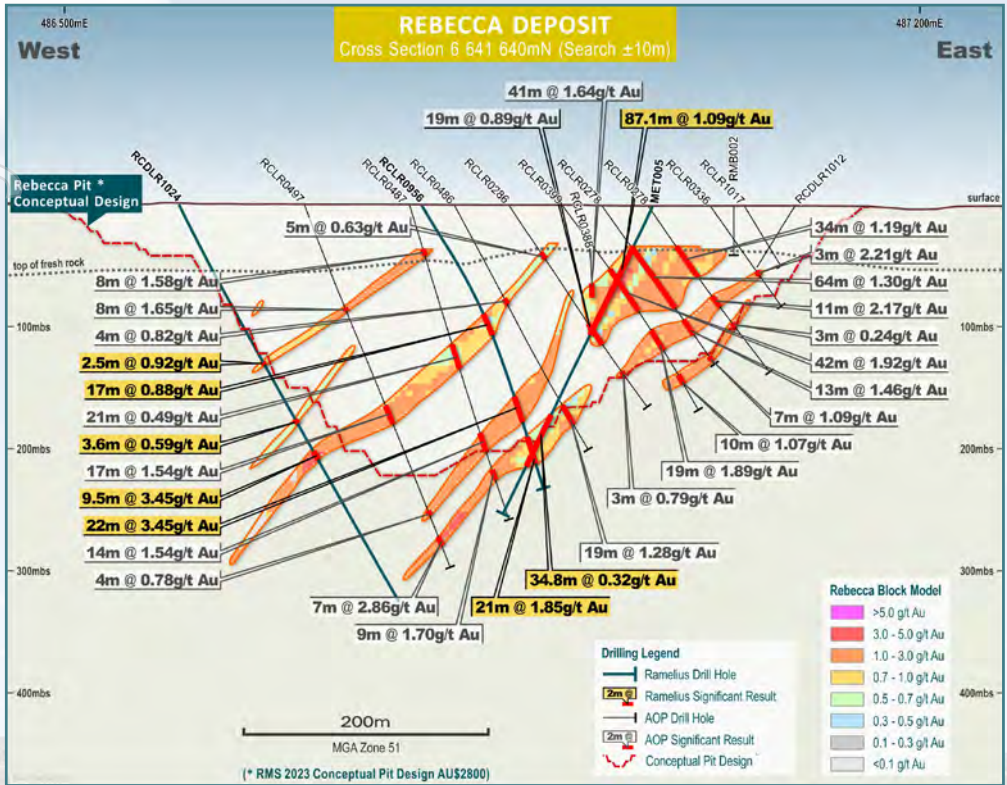 486 500mE
REBECCA DEPOSIT
Cross Section 6 641 640mN (Search ±10m)
487 200mE
West
East
41m @ 1.64g/t Au
19m @ 0.89g/t Au
87.1m @ 1.09g/t Au
RCDLR1024
RCLR0497
RCLR0487
RCLR0956
RCLR0486
RCLR0286
RCLR0399
RCLR0388
RCLR0278
RCLR0278
MET005
RCLR0336
RCLR1017
RMB002
RCDLR1012
Rebecca Pit *
Conceptual Design
surface
top of fresh rock
5m @ 0.63g/t Au
8m @ 1.58g/t Au
8m @ 1.65g/t Au
4m @ 0.82g/t Au
2.5m @ 0.92g/t Au
17m @ 0.88g/t Au
21m @ 0.49g/t Au
3.6m @ 0.59g/t Au
17m @ 1.54g/t Au
9.5m @ 3.45g/t Au
22m @ 3.45g/t Au
14m @ 1.54g/t Au
4m @ 0.78g/t Au
7m @ 2.86g/t Au
9m @ 1.70g/t Au
21m @ 1.85g/t Au
34.8m @ 0.32g/t Au
19m @ 1.28g/t Au
3m @ 0.79g/t Au
19m @ 1.89g/t Au
10m @ 1.07g/t Au
7m @ 1.09g/t Au
13m @ 1.46g/t Au
42m @ 1.92g/t Au
3m @ 0.24g/t Au
11m @ 2.17g/t Au
64m @ 1.30g/t Au
3m @ 2.21g/t Au
34m @ 1.19g/t Au
100mbs
200mbs
300mbs
400mbs
100mbs
200mbs
300mbs
400mbs
200m
MGA Zone 51
(* RMS 2023 Conceptual Pit Design AU$2800)
Drilling Legend
Ramelius Drill Hole
2m @
Ramelius Significant Result
AOP Drill Hole
2m @
AOP Significant Result
Conceptual Pit Design
Rebecca Block Model
>5.0 g/t Au
3.0 - 5.0 g/t Au
1.0 - 3.0 g/t Au
0.7 - 1.0 g/t Au
0.5 - 0.7 g/t Au
0.3 - 0.5 g/t Au
0.1 - 0.3 g/t Au
<0.1 g/t Au